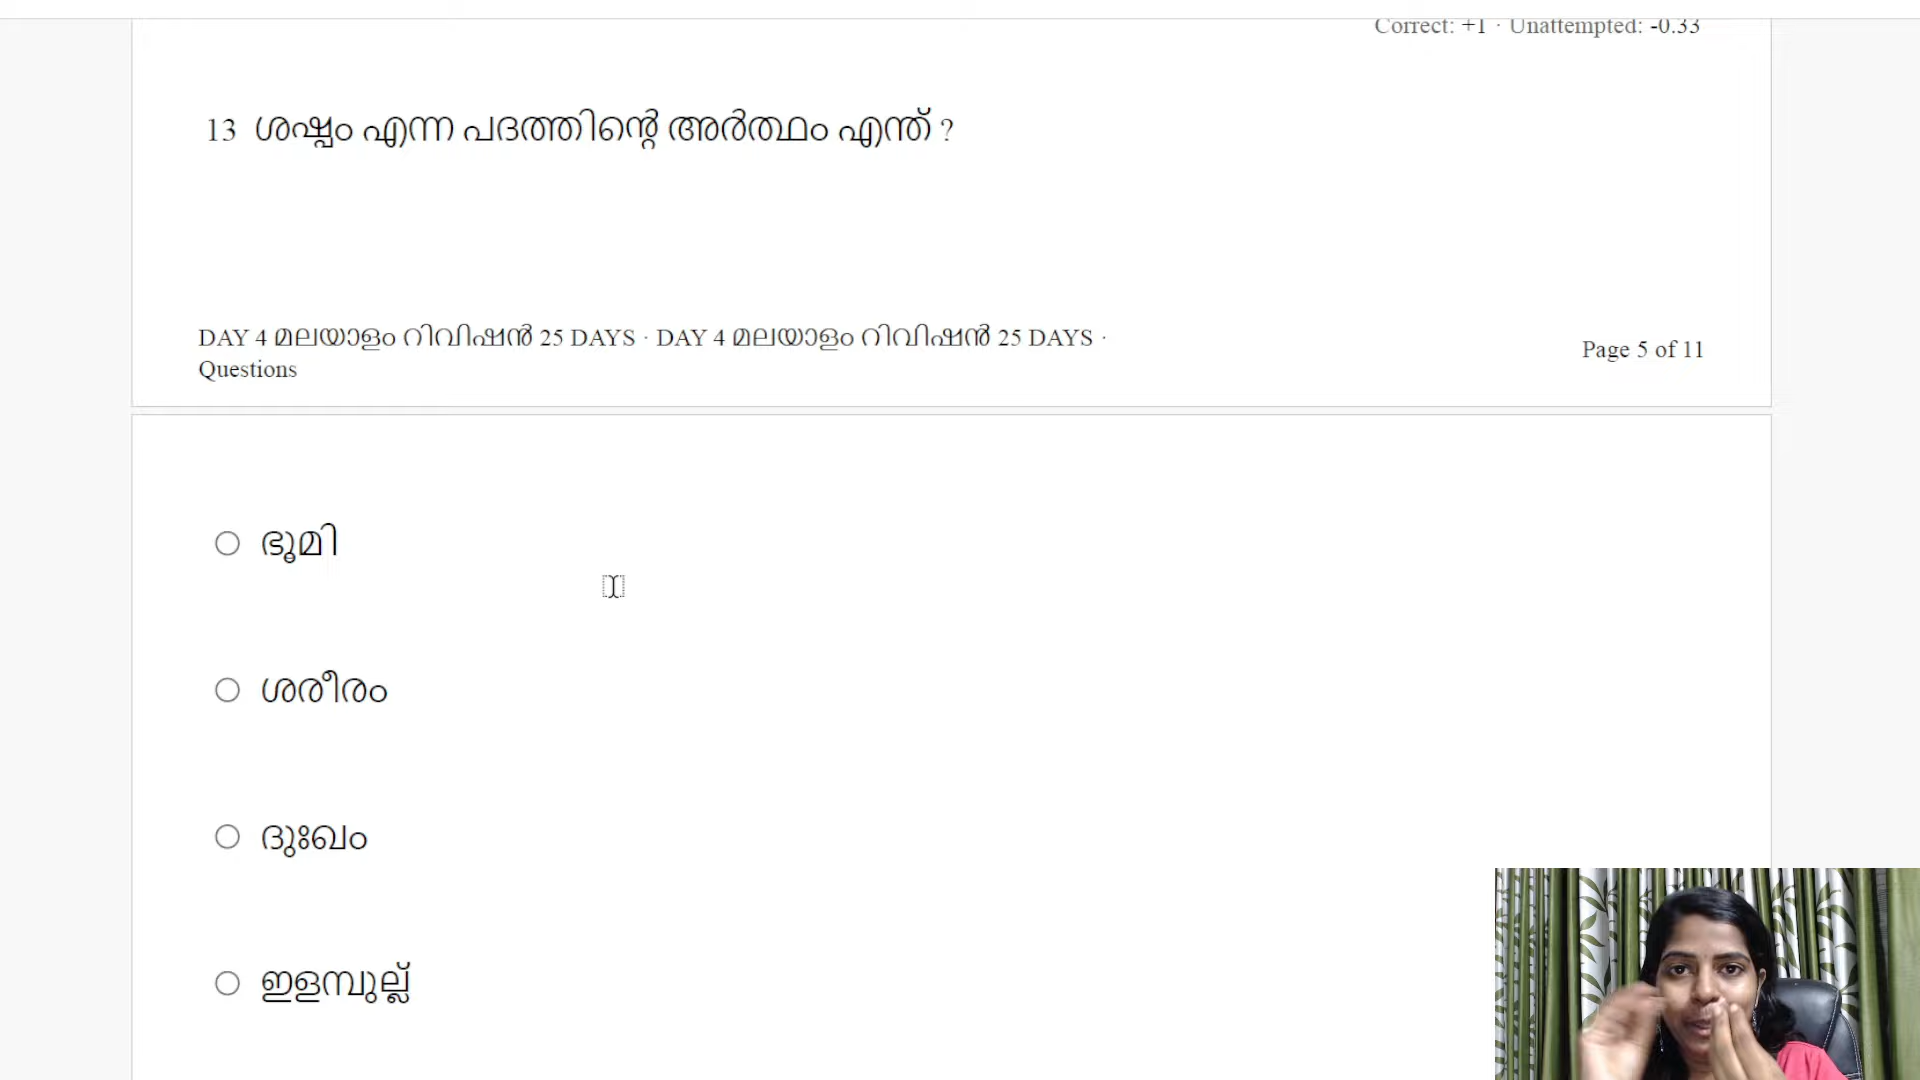 Correct: +1 · Unattempted: -0.33
13 ശഷ്പം എന്ന പദത്തിന്റെ അർത്ഥം എന്ത് ?
DAY 4 മലയാളം റിവിഷൻ 25 DAYS · DAY 4 മലയാളം റിവിഷൻ 25 DAYS ·
Questions
Page 5 of 11
ഭൂമി
ശരീരം
ദുഃഖം
ഇളമ്പുല്ല്